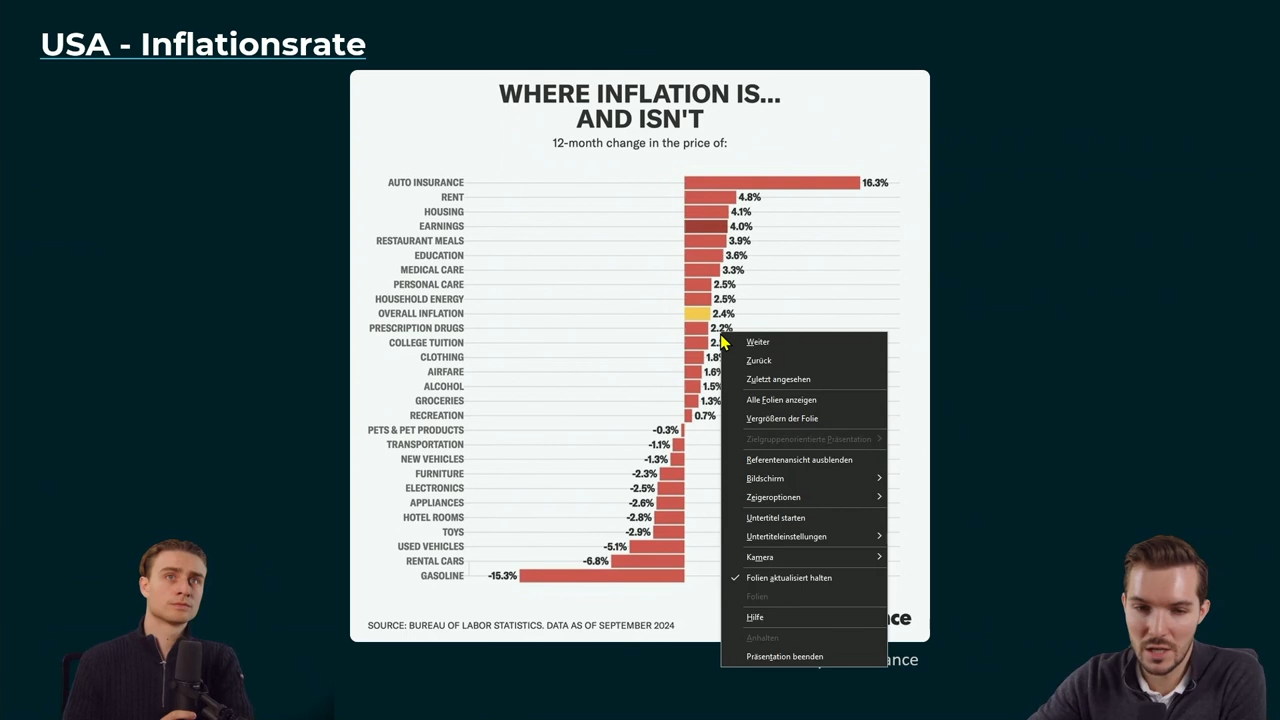 USA - Inflationsrate
WHERE INFLATION IS...
AND ISN'T
12-month change in the price of:
AUTO INSURANCE 16.3%
RENT 4.8%
HOUSING 4.1%
EARNINGS 4.0%
RESTAURANT MEALS 3.9%
EDUCATION 3.6%
MEDICAL CARE 3.3%
PERSONAL CARE 2.5%
HOUSEHOLD ENERGY 2.5%
OVERALL INFLATION 2.4%
PRESCRIPTION DRUGS 2.2%
COLLEGE TUITION
CLOTHING 1.8%
AIRFARE 1.6%
ALCOHOL 1.5%
GROCERIES 1.3%
RECREATION 0.7%
PETS & PET PRODUCTS -0.3%
TRANSPORTATION -1.1%
NEW VEHICLES -1.3%
FURNITURE -2.3%
ELECTRONICS -2.5%
APPLIANCES -2.6%
HOTEL ROOMS -2.8%
TOYS -2.9%
USED VEHICLES -5.1%
RENTAL CARS -6.8%
GASOLINE -15.3%
SOURCE: BUREAU OF LABOR STATISTICS. DATA AS OF SEPTEMBER 2024
Weiter
Zurück
Zuletzt angesehen
Alle Folien anzeigen
Vergrößern der Folie
Zielgruppenorientierte Präsentation
Referentenansicht ausblenden
Bildschirm
Zeigeroptionen
Untertitel starten
Untertiteleinstellungen
Kamera
Folien aktualisiert halten
Folien
Hilfe
Anhalten
Präsentation beenden